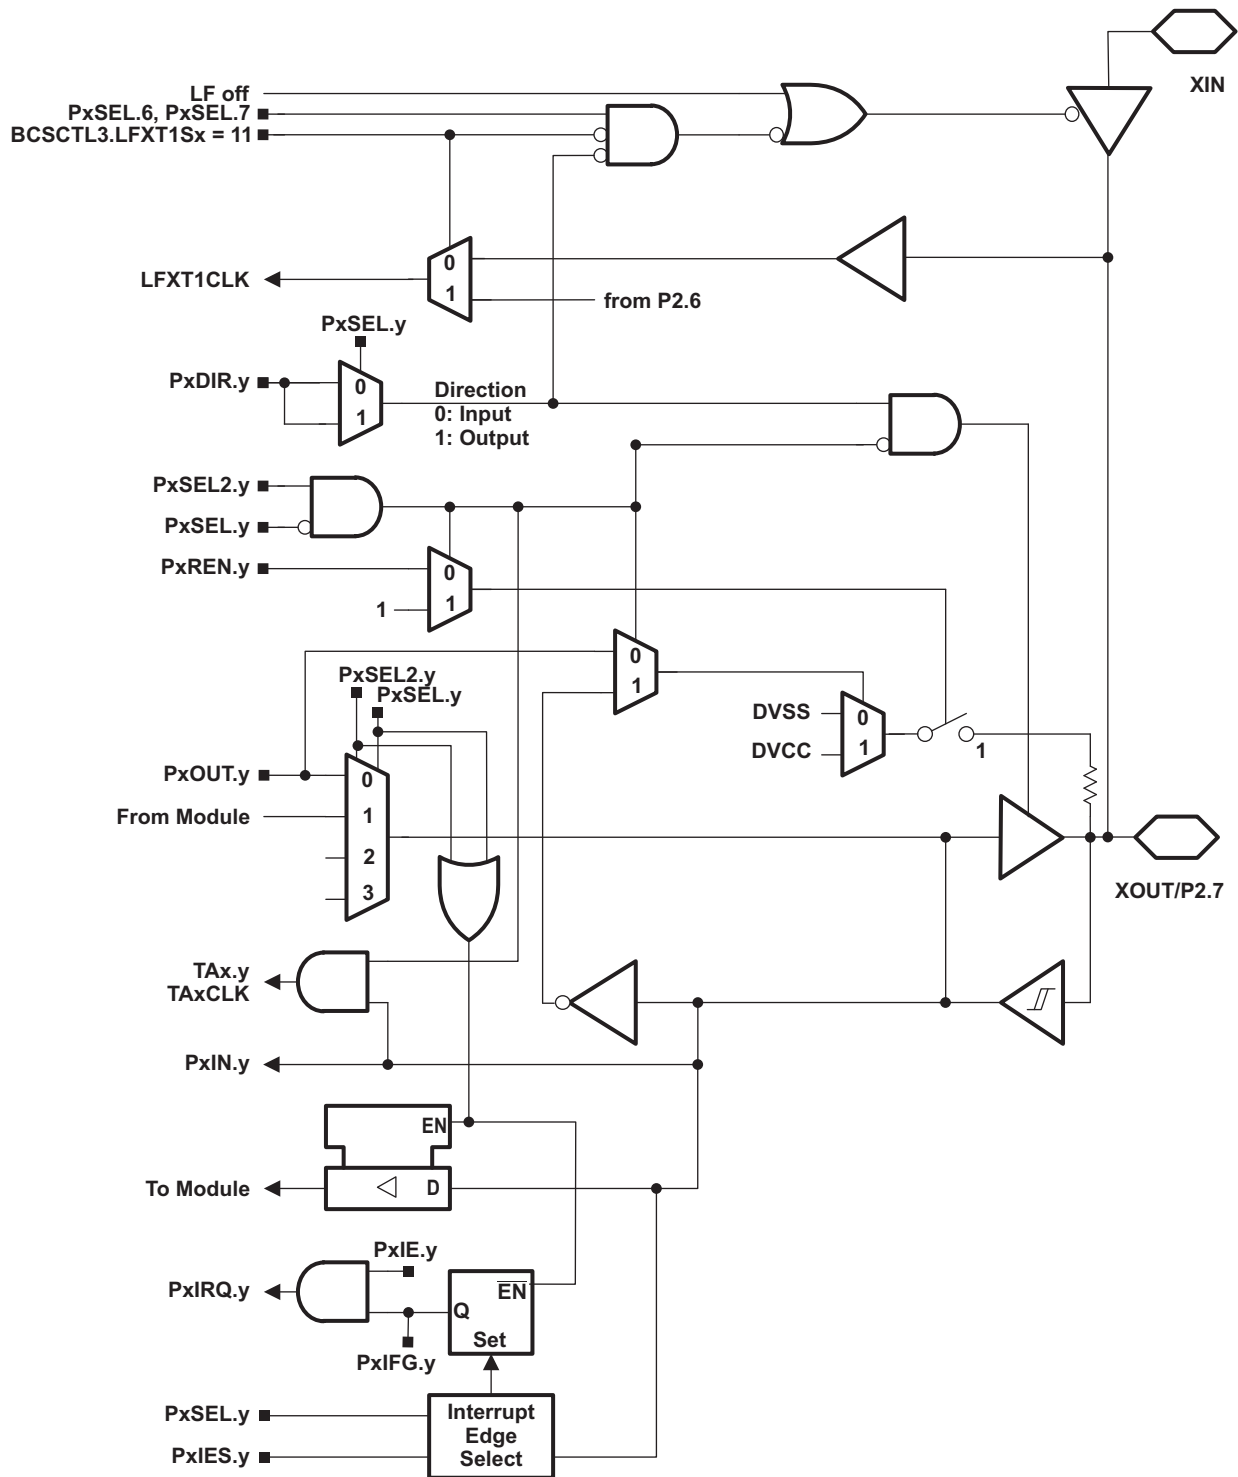 XIN
LF off
PxSEL.6, PxSEL.7
BCSCTL3.LFXT1Sx = 11
0
LFXT1CLK
1
from P2.6
PxSEL.y
PxDIR.y
0
1
Direction
0: Input
1: Output
PxSEL2.y
PxSEL.y
PxREN.y
0
1
1
0
1
PxSEL2.y
PxSEL.y
DVSS
0
DVCC
1
1
PxOUT.y
0
From Module
1
2
3
XOUT/P2.7
TAx.y
TAxCLK
PxIN.y
EN
To Module
D
PxIE.y
PxIRQ.y
EN
Q
Set
PxIFG.y
PxSEL.y
PxIES.y
Interrupt
Edge
Select